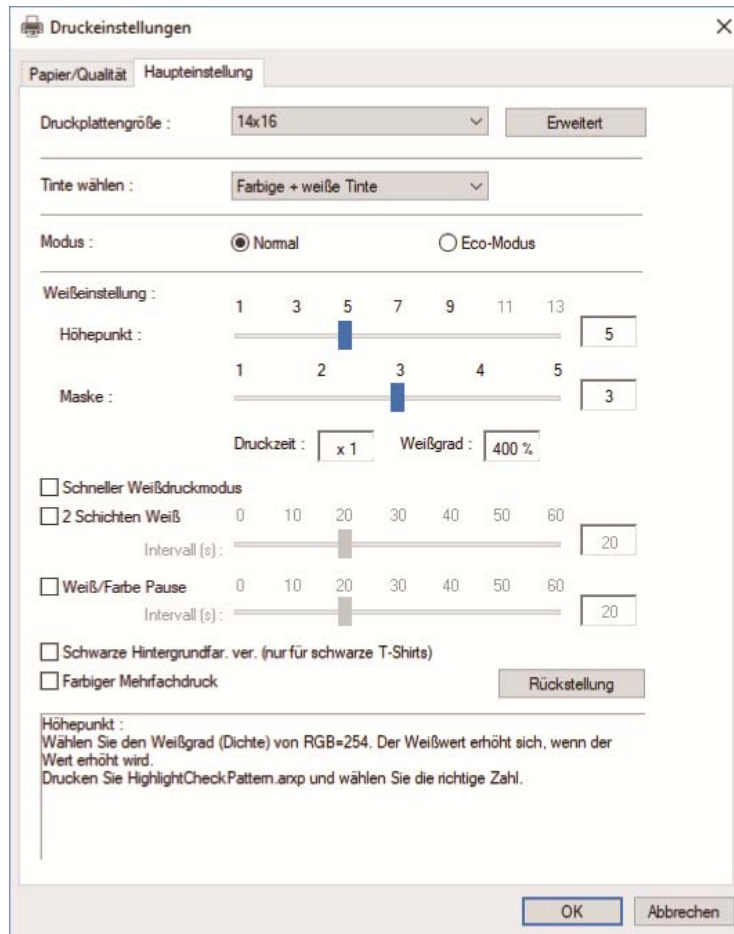 Druckeinstellungen
Papier/Qualität Haupteinstellung
Druckplattengröße : 14x16 Erweitert
Tinte wählen : Farbige + weiße Tinte
Modus : Normal Eco-Modus
Weißeinstellung :
1 3 5 7 9 11 13
Höhepunkt : 5
1 2 3 4 5
Maske : 3
Druckzeit : x 1 Weißgrad : 400 %
Schneller Weißdruckmodus
2 Schichten Weiß 0 10 20 30 40 50 60
Intervall (s) : 20
Weiß/Farbe Pause 0 10 20 30 40 50 60
Intervall (s) : 20
Schwarze Hintergrundfar. ver. (nur für schwarze T-Shirts)
Farbiger Mehrfachdruck Rückstellung
Höhepunkt :
Wählen Sie den Weißgrad (Dichte) von RGB=254. Der Weißwert erhöht sich, wenn der
Wert erhöht wird.
Drucken Sie HighlightCheckPattern.arxp und wählen Sie die richtige Zahl.
OK Abbrechen